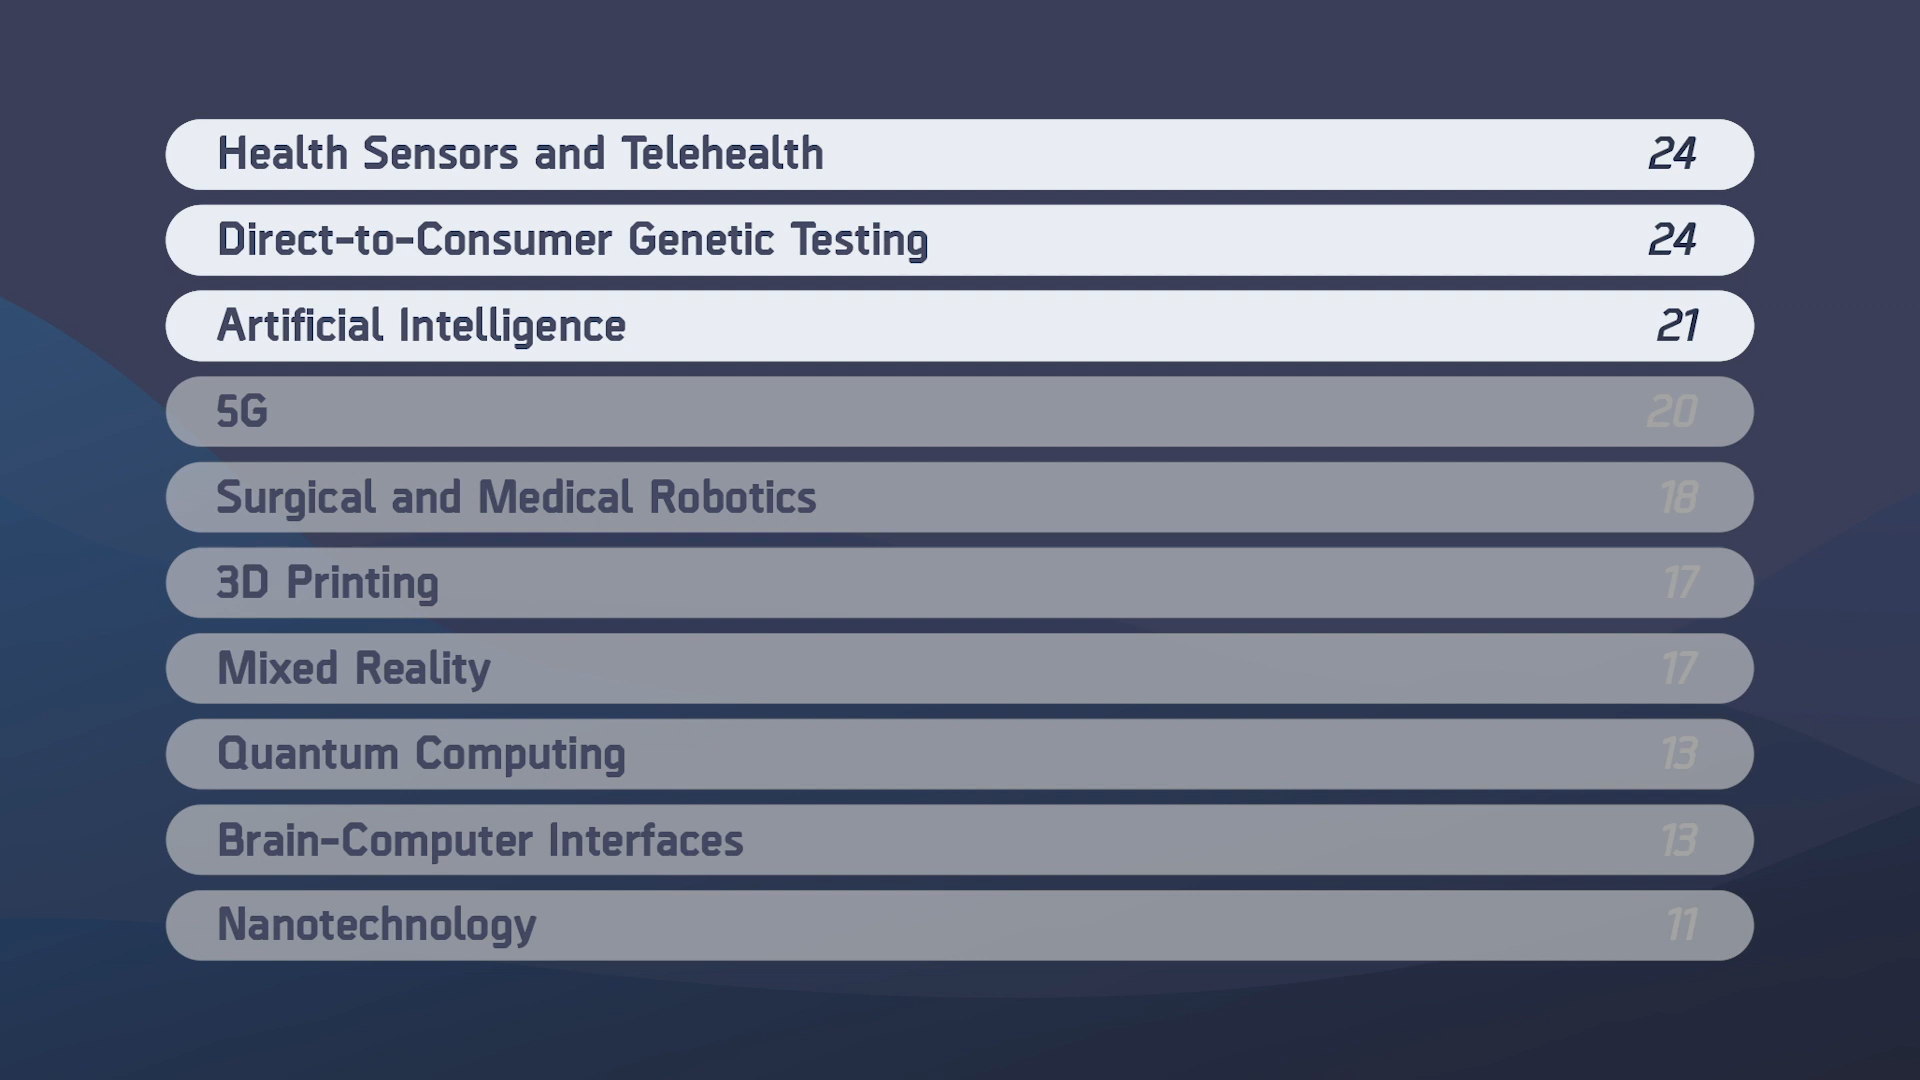 Health Sensors and Telehealth 24
Direct-to-Consumer Genetic Testing 24
Artificial Intelligence 21
5G 20
Surgical and Medical Robotics 18
3D Printing 17
Mixed Reality 17
Quantum Computing 13
Brain-Computer Interfaces 13
Nanotechnology 11